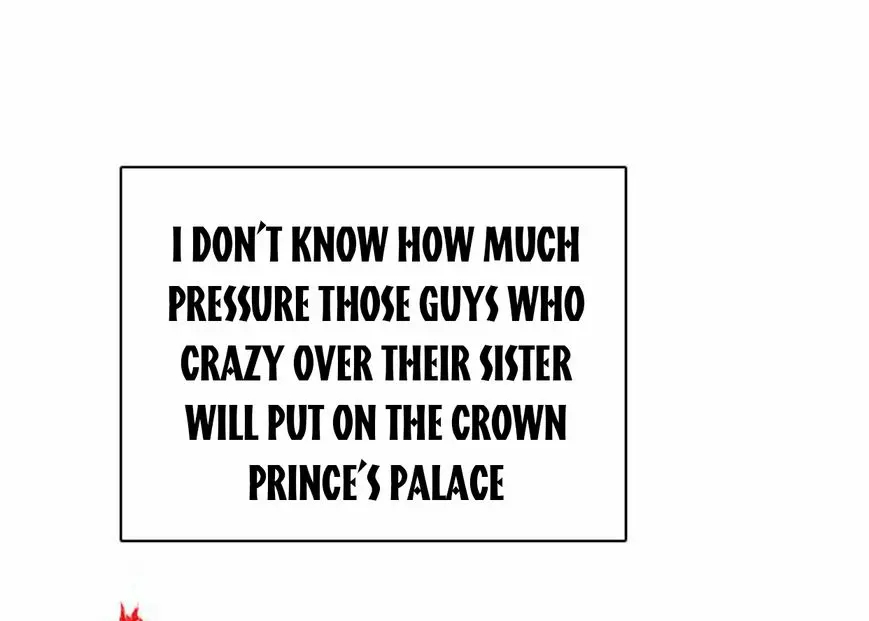 I DON'T KNOW HOW MUCH
PRESSURE THOSE GUYS WHO
CRAZY OVER THEIR SISTER
WILL PUT ON THE CROWN
PRINCE'S PALACE